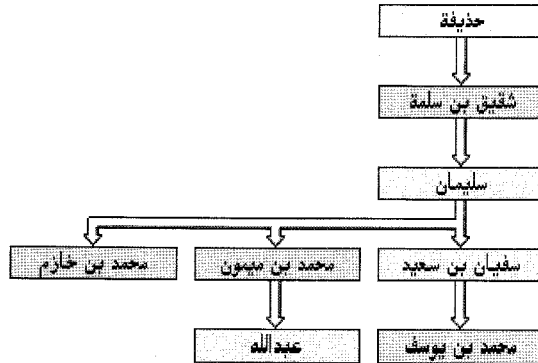 حذيفة
شقيق بن سلمة
سليمان
سفيان بن سعيد
محمد بن ميمون
محمد بن خازم
محمد بن يوسف
عبدالله